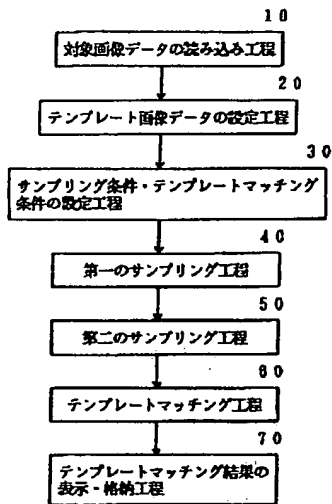 10
対象画像データの読み込み工程
20
テンプレート画像データの設定工程
30
サンプリング条件・テンプレートマッチング
条件の設定工程
40
第一のサンプリング工程
50
第二のサンプリング工程
60
テンプレートマッチング工程
70
テンプレートマッチング結果の
表示・格納工程